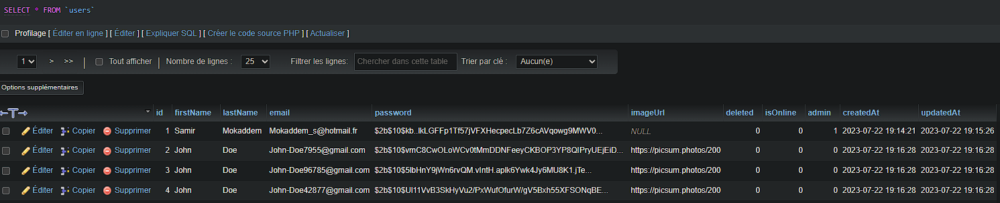 SELECT * FROM `users`
Profilage [ Éditer en ligne ] [ Éditer ] [ Expliquer SQL ] [ Créer le code source PHP ] [ Actualiser ]
1 > >> | Tout afficher | Nombre de lignes : 25 Filtrer les lignes: Chercher dans cette table Trier par clé : Aucun(e)
Options supplémentaires
id firstName lastName email password imageUrl deleted isOnline admin createdAt updatedAt
Éditer Copier Supprimer 1 Samir Mokaddem Mokaddem_s@hotmail.fr $2b$10$kb..IkLGFFp1Tf57jVFXHecpecLb7Z6cAVqowg9MWV0... NULL 0 0 1 2023-07-22 19:14:21 2023-07-22 19:15:26
Éditer Copier Supprimer 2 John Doe John-Doe7955@gmail.com $2b$10$vmC8CwOLoWCv0tMmDDNFeeyCKBOP3YP8QIPryUEjEiD... https://picsum.photos/200 0 0 0 2023-07-22 19:16:28 2023-07-22 19:16:28
Éditer Copier Supprimer 3 John Doe John-Doe96785@gmail.com $2b$10$5lbHnY9jWn6rvQM.vIntH.aplk6Ywk4Jy6MU8K1.jTe... https://picsum.photos/200 0 0 0 2023-07-22 19:16:28 2023-07-22 19:16:28
Éditer Copier Supprimer 4 John Doe John-Doe42877@gmail.com $2b$10$Ul11VvB3SkHyVu2/PxWufOfurW/gV5Bxh55XFSONqBE... https://picsum.photos/200 0 0 0 2023-07-22 19:16:28 2023-07-22 19:16:28